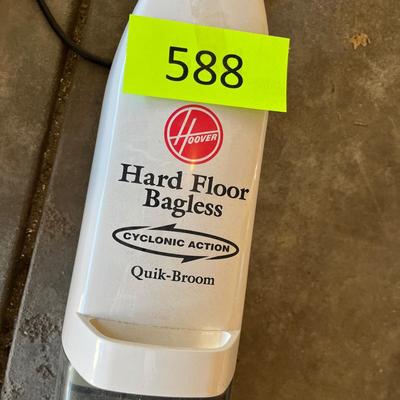 588
HOOVER
Hard Floor
Bagless
CYCLONIC ACTION
Quik-Broom